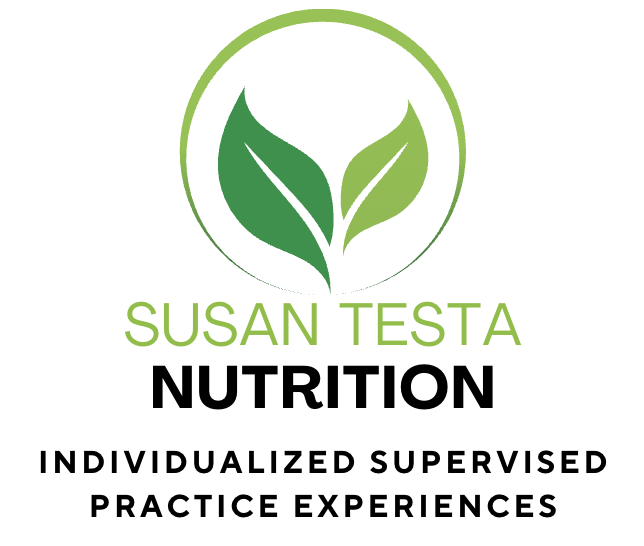 SUSAN TESTA
NUTRITION
INDIVIDUALIZED SUPERVISED
PRACTICE EXPERIENCES